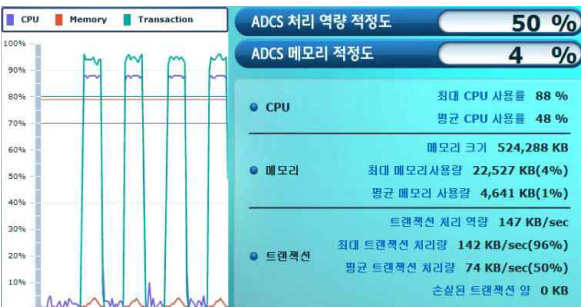 CPU Memory Transaction
100%
90%
80%
70%
60%
50%
40%
30%
20%
10%
ADCS 처리 역량 적정도 50 %
ADCS 메모리 적정도 4 %
CPU
최대 CPU 사용률 88 %
평균 CPU 사용률 48 %
메모리
메모리 크기 524,288 KB
최대 메모리사용량 22,527 KB(4%)
평균 메모리 사용량 4,641 KB(1%)
트랜잭션
트랜잭션 처리 역량 147 KB/sec
최대 트랜잭션 처리량 142 KB/sec(96%)
평균 트랜잭션 처리량 74 KB/sec(50%)
손실된 트랜잭션 양 0 KB